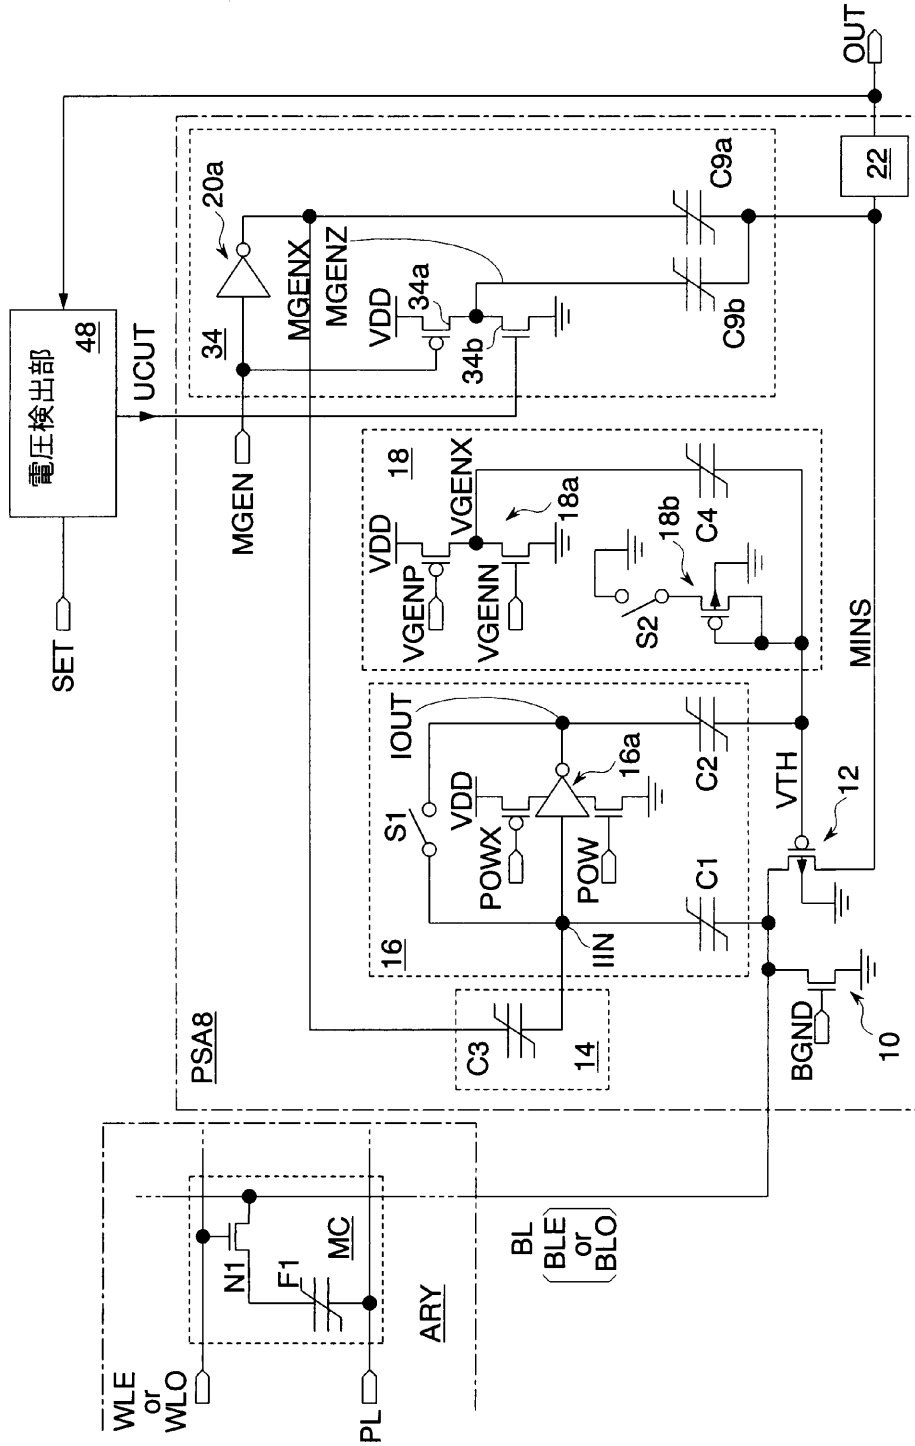 WLE
or
WLO
PL
N1
F1
MC
ARY
BL
BLE
or
BLO
PSA8
C3
14
16
S1
IOUT
VDD
POWX
POW
16a
IIN
C1
C2
BGND
10
12
VTH
MINS
18
VDD
VGENP
VGENX
VGENN
18a
S2
18b
C4
SET
電圧検出部
48
UCUT
MGEN
34
20a
MGENX
MGENZ
VDD
34a
34b
C9a
C9b
22
OUT